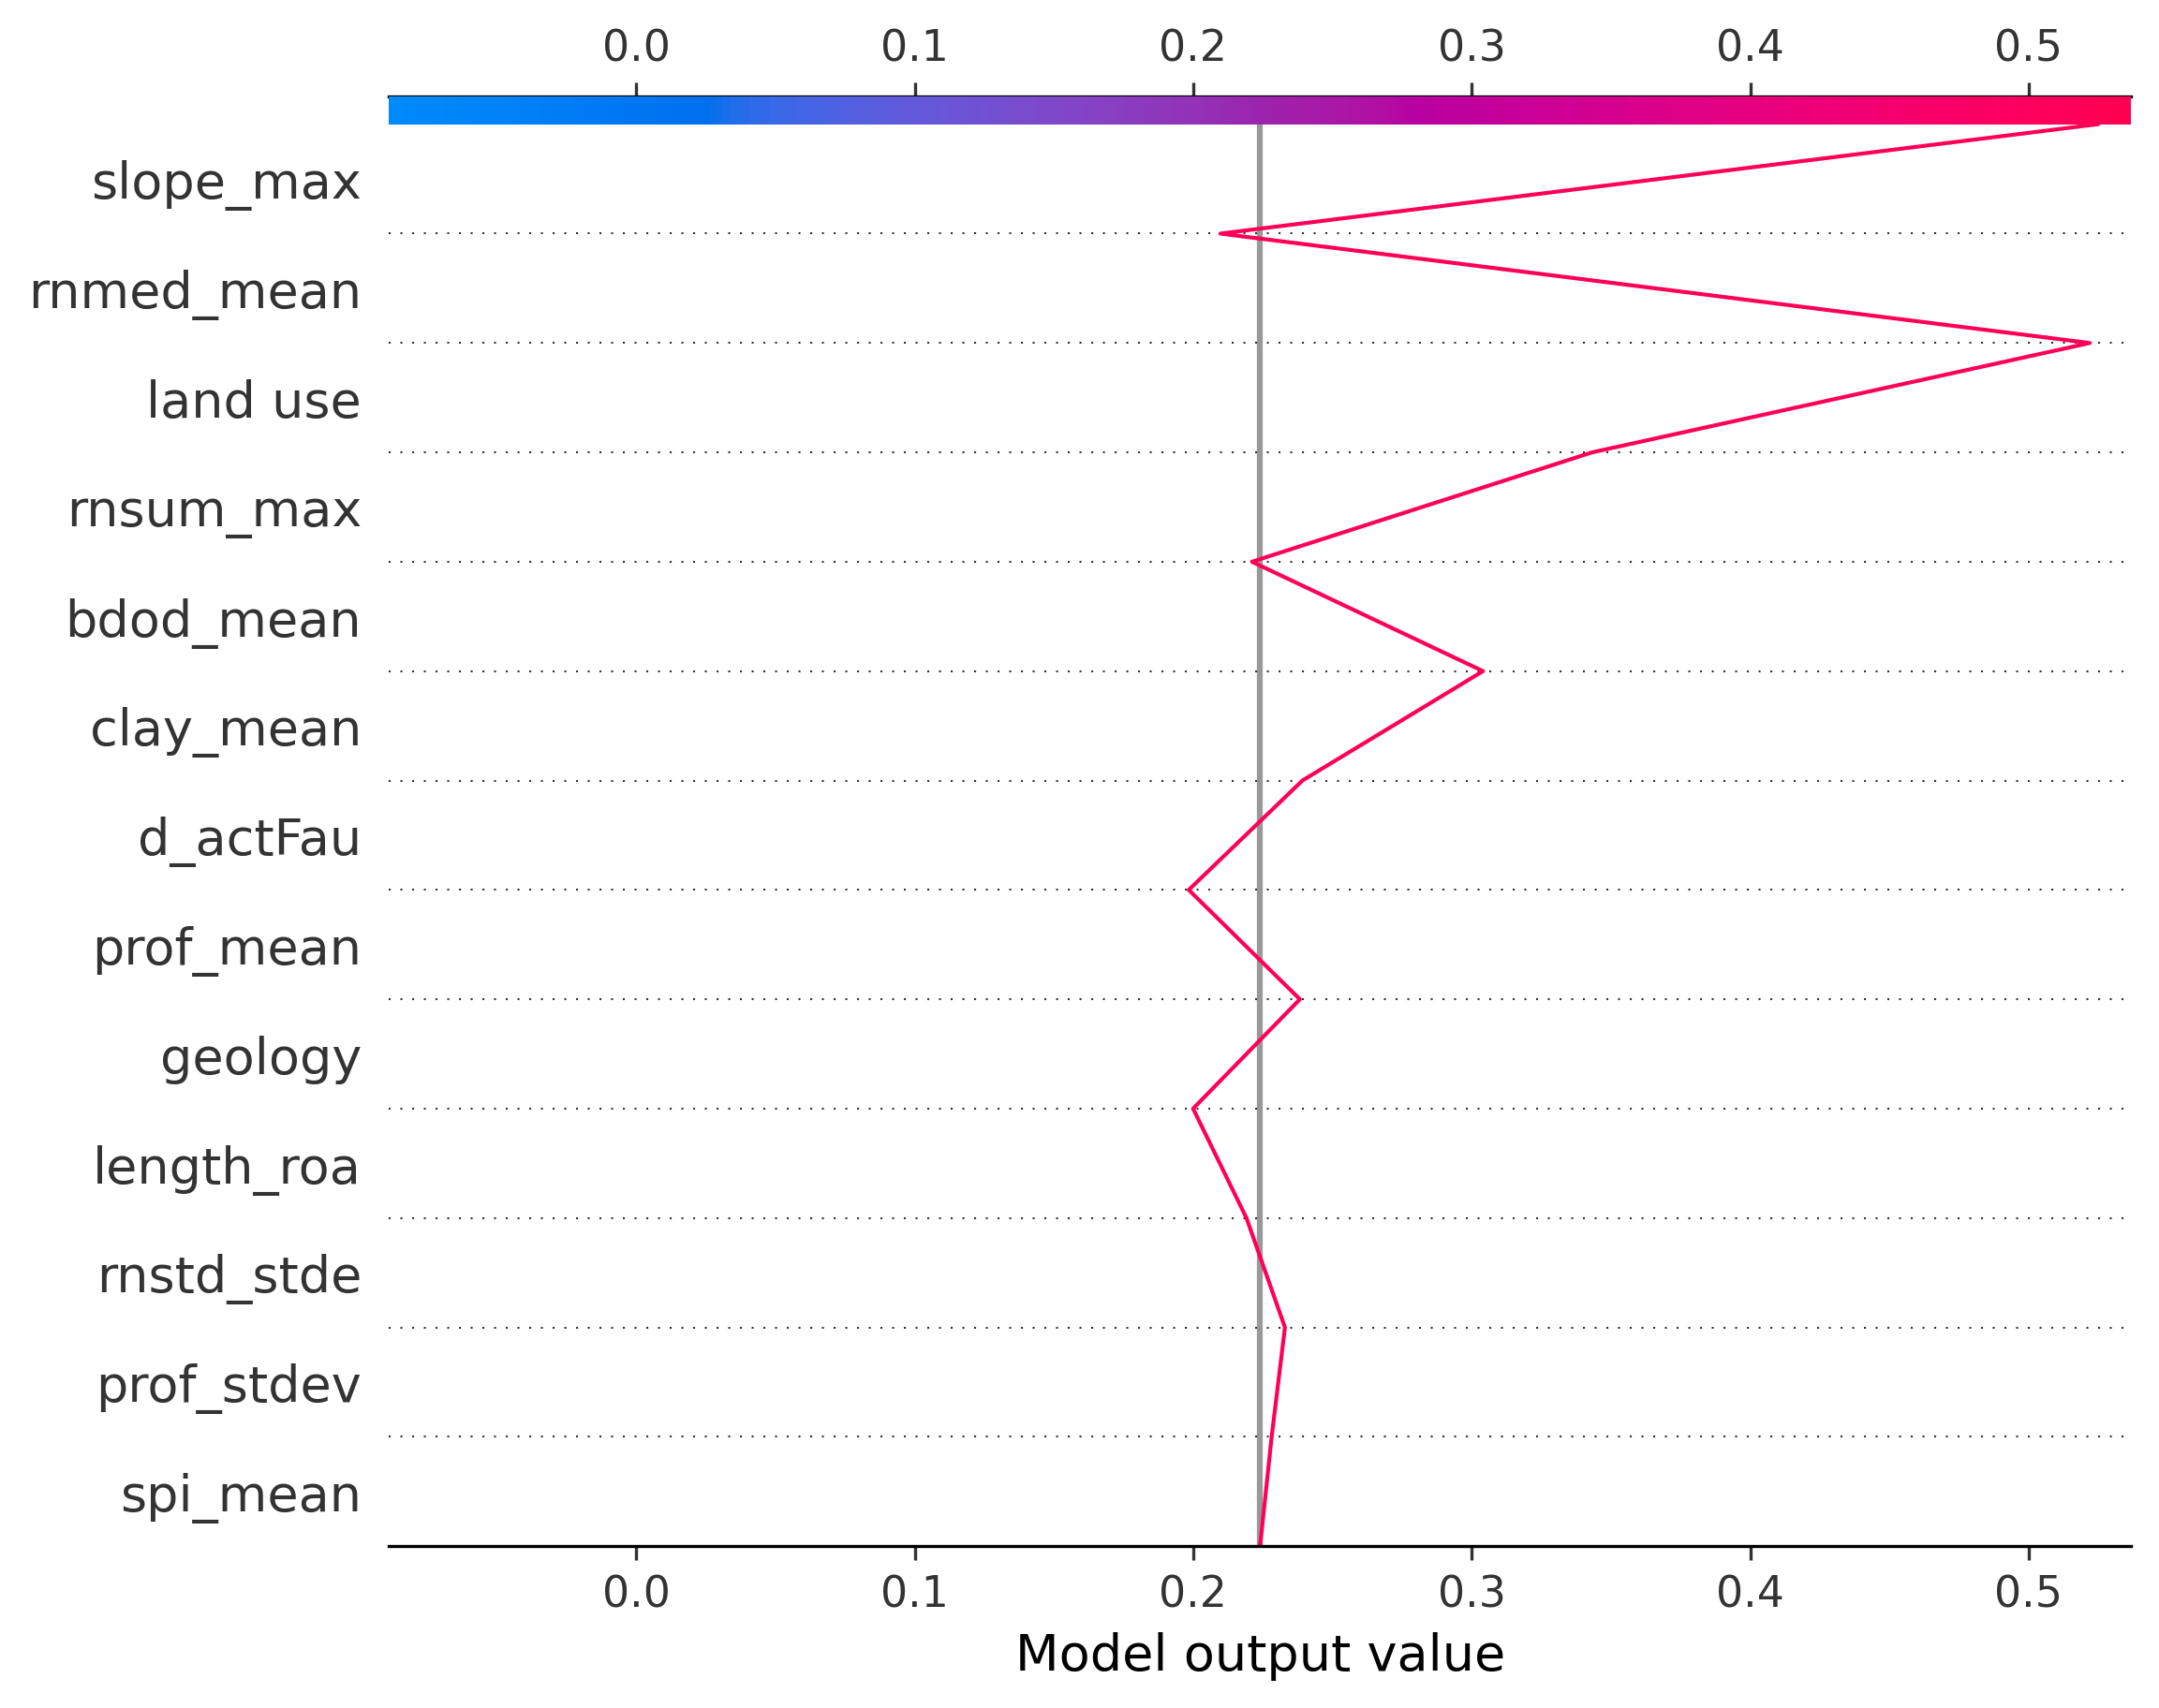 0.0 0.1 0.2 0.3 0.4 0.5
slope_max
rnmed_mean
land use
rnsum_max
bdod_mean
clay_mean
d_actFau
prof_mean
geology
length_roa
rnstd_stde
prof_stdev
spi_mean
0.0 0.1 0.2 0.3 0.4 0.5
Model output value